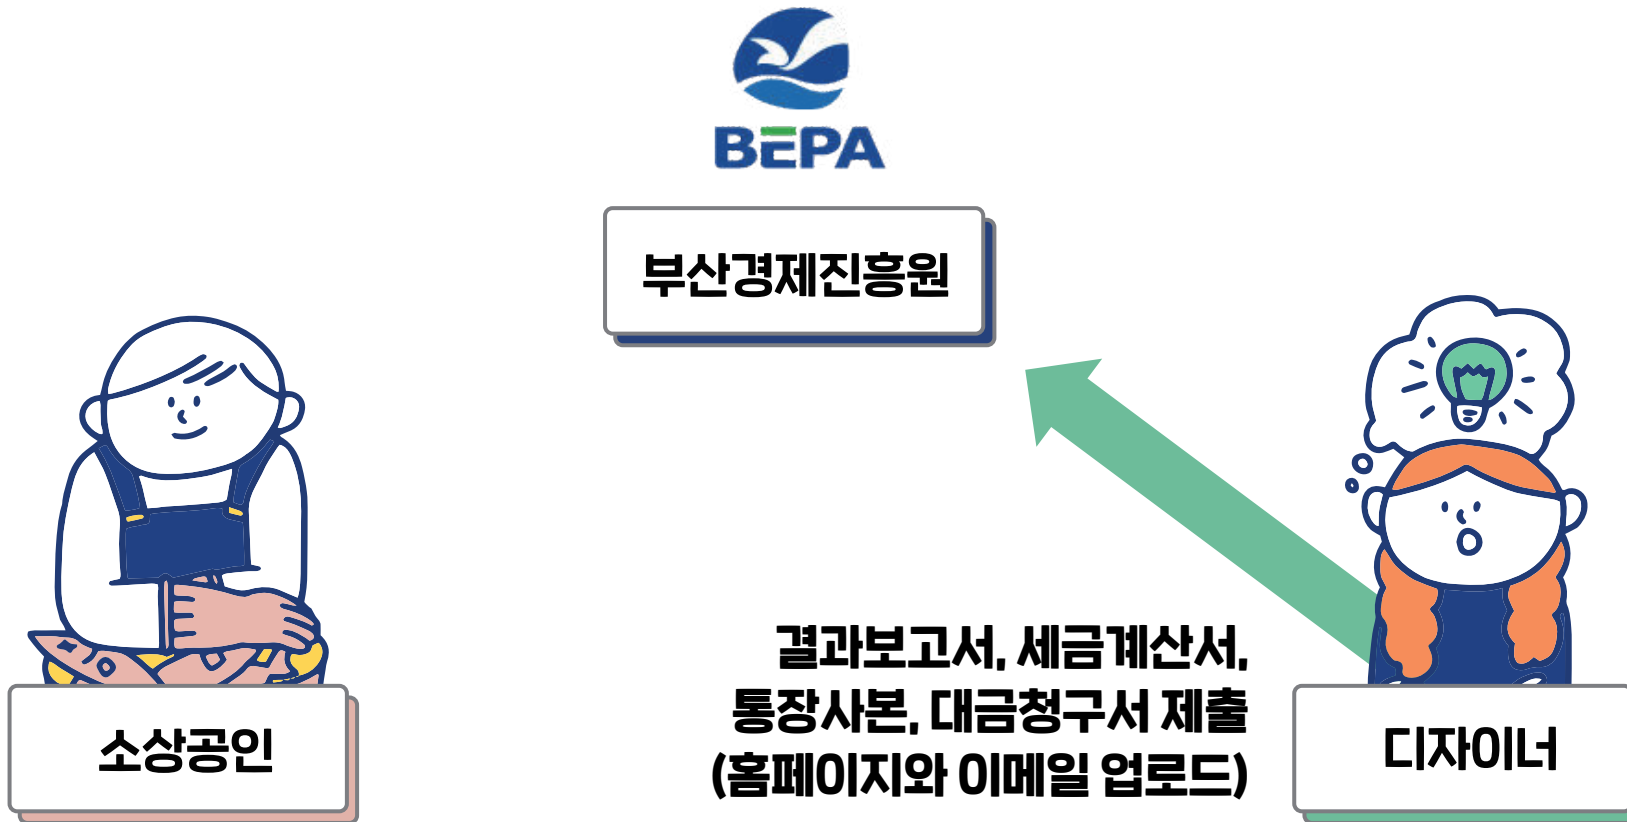 BEPA
부산경제진흥원
결과보고서, 세금계산서,
통장사본, 대금청구서 제출
(홈페이지와 이메일 업로드)
소상공인
디자이너